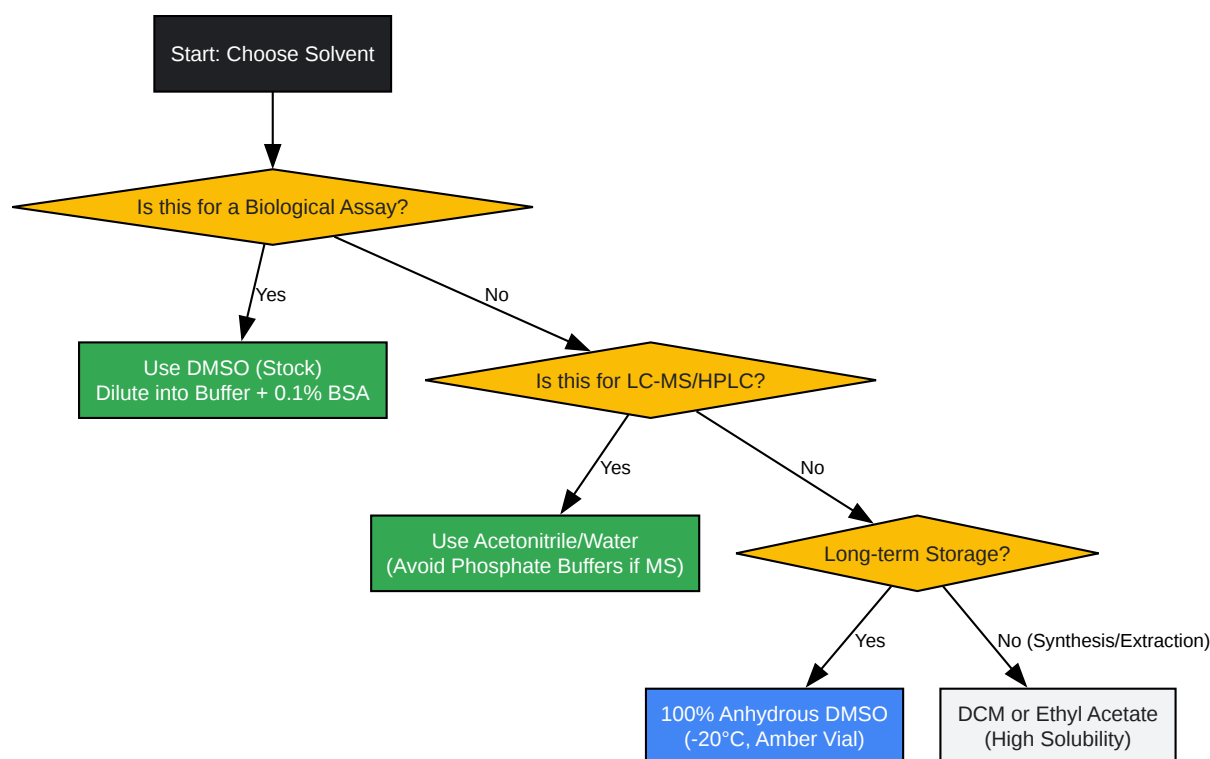 Start: Choose Solvent
Is this for a Biological Assay?
Yes
No
Use DMSO (Stock)
Dilute into Buffer + 0.1% BSA
Is this for LC-MS/HPLC?
Yes
No
Use Acetonitrile/Water
(Avoid Phosphate Buffers if MS)
Long-term Storage?
Yes
No (Synthesis/Extraction)
100% Anhydrous DMSO
(-20°C, Amber Vial)
DCM or Ethyl Acetate
(High Solubility)